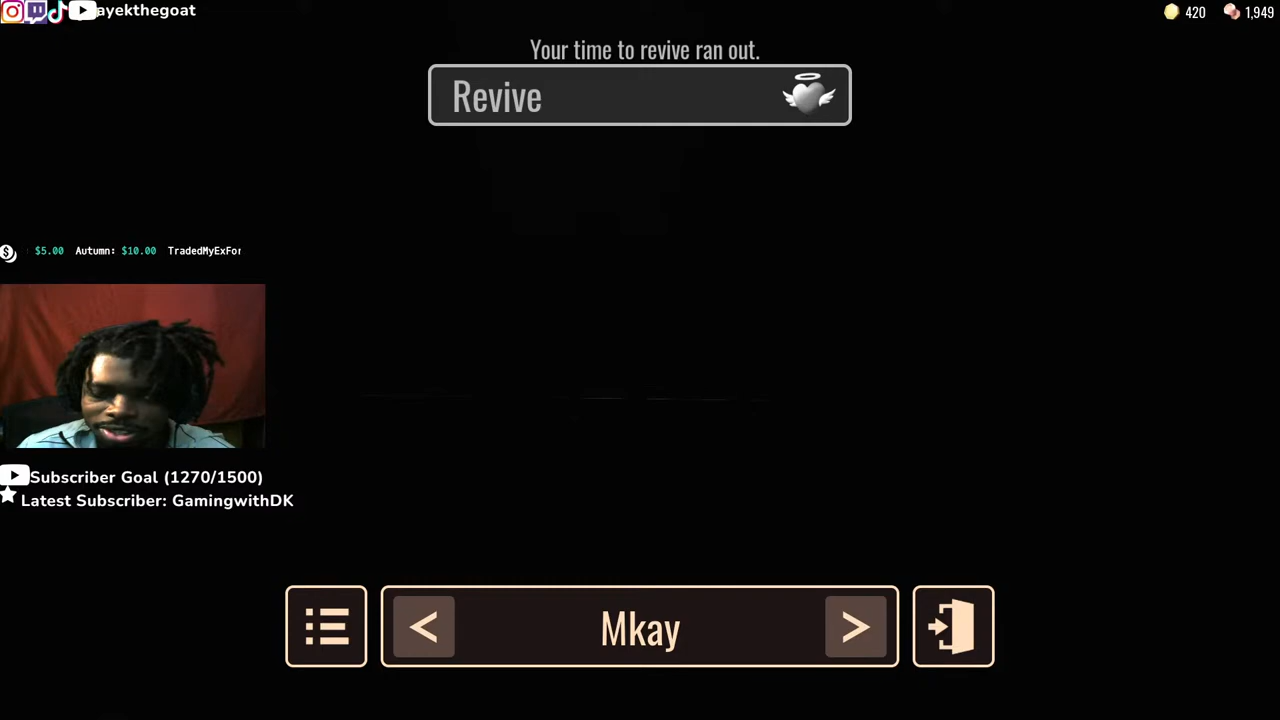 ayekthegoat
420
1,949
Your time to revive ran out.
Revive
$5.00 Autumn: $10.00 TradedMyExFor
Subscriber Goal (1270/1500)
Latest Subscriber: GamingwithDK
< Mkay >